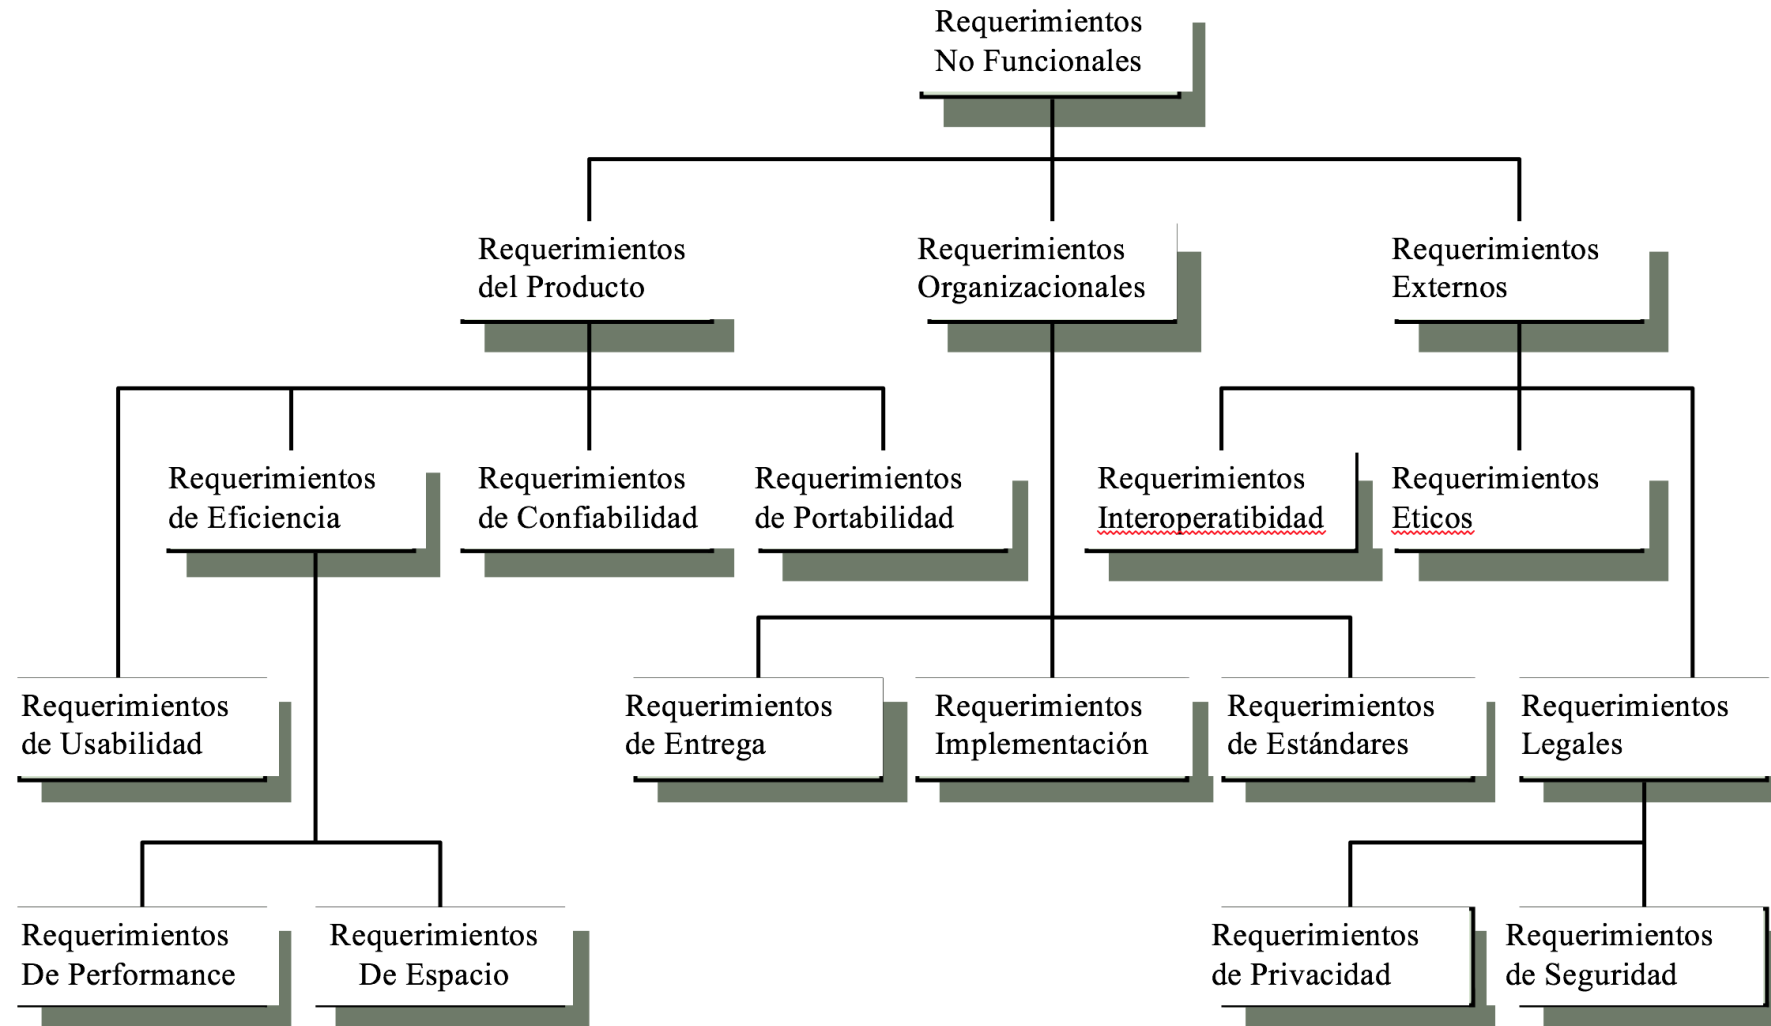 Requerimientos
No Funcionales
Requerimientos
del Producto
Requerimientos
Organizacionales
Requerimientos
Externos
Requerimientos
de Eficiencia
Requerimientos
de Confiabilidad
Requerimientos
de Portabilidad
Requerimientos
Interoperatibidad
Requerimientos
Eticos
Requerimientos
de Usabilidad
Requerimientos
de Entrega
Requerimientos
Implementación
Requerimientos
de Estándares
Requerimientos
Legales
Requerimientos
De Performance
Requerimientos
De Espacio
Requerimientos
de Privacidad
Requerimientos
de Seguridad